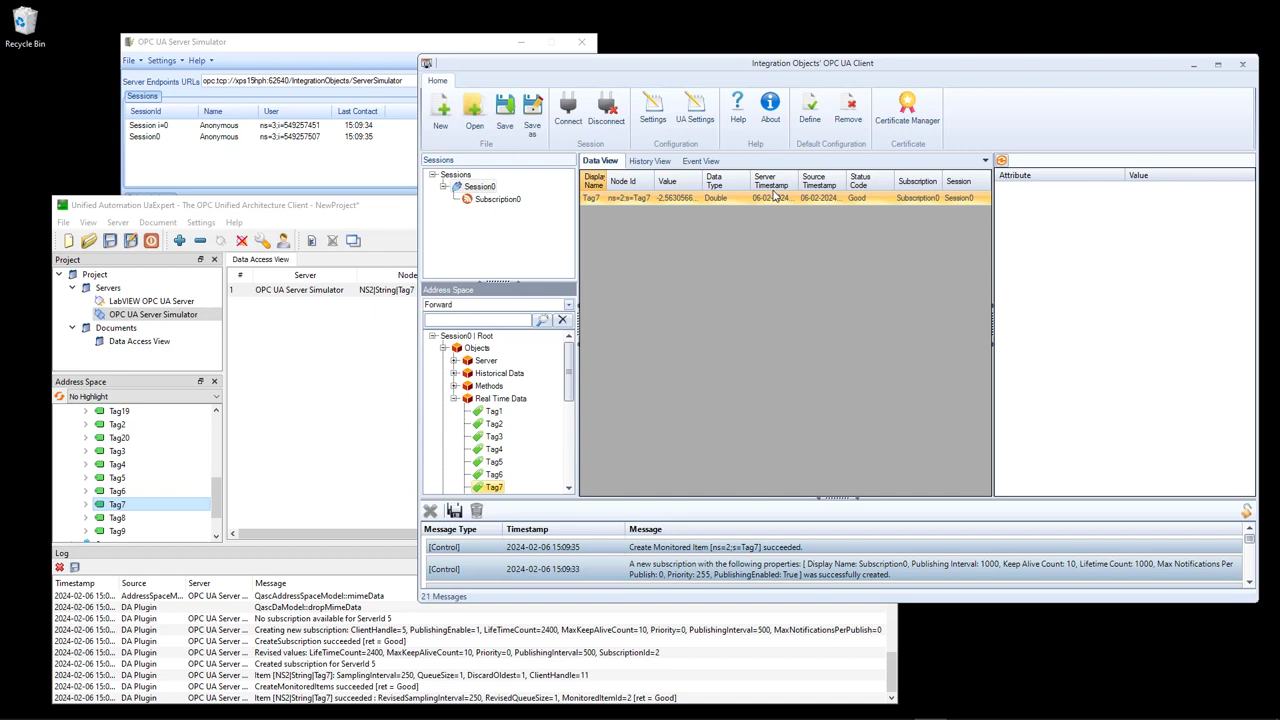 Recycle Bin
OPC UA Server Simulator
File Settings Help
Server Endpoints URLs opc.tcp://xps15hph:62640/IntegrationObjects/ServerSimulator
Sessions
SessionId Name User Last Contact
Session i=0 Anonymous ns=3;i=549257451 15:09:34
Session0 Anonymous ns=3;i=549257507 15:09:35
Unified Automation UaExpert - The OPC Unified Architecture Client - NewProject*
File View Server Document Settings Help
Project
Project
Servers
LabVIEW OPC UA Server
OPC UA Server Simulator
Documents
Data Access View
Data Access View
# Server Node
1 OPC UA Server Simulator NS2|String|Tag7
Address Space
No Highlight
Tag19
Tag2
Tag20
Tag3
Tag4
Tag5
Tag6
Tag7
Tag8
Tag9
Log
Timestamp Source Server Message
2024-02-06 15:0... AddressSpaceM... OPC UA Server ... QascAddressSpaceModel::mimeData
2024-02-06 15:0... DA Plugin OPC UA Server ... QascDaModel::dropMimeData
2024-02-06 15:0... DA Plugin OPC UA Server ... No subscription available for ServerId 5
2024-02-06 15:0... DA Plugin OPC UA Server ... Creating new subscription: ClientHandle=5, PublishingEnable=1, LifeTimeCount=2400, MaxKeepAliveCount=10, Priority=0, PublishingInterval=500, MaxNotificationsPerPublish=0
2024-02-06 15:0... DA Plugin OPC UA Server ... CreateSubscription succeeded [ret = Good]
2024-02-06 15:0... DA Plugin OPC UA Server ... Revised values: LifeTimeCount=2400, MaxKeepAliveCount=10, Priority=0, PublishingInterval=500, SubscriptionId=2
2024-02-06 15:0... DA Plugin OPC UA Server ... Created subscription for ServerId 5
2024-02-06 15:0... DA Plugin OPC UA Server ... Item [NS2|String|Tag7]: SamplingInterval=250, QueueSize=1, DiscardOldest=1, ClientHandle=11
2024-02-06 15:0... DA Plugin OPC UA Server ... CreateMonitoredItems succeeded [ret = Good]
2024-02-06 15:0... DA Plugin OPC UA Server ... Item [NS2|String|Tag7] succeeded : RevisedSamplingInterval=250, RevisedQueueSize=1, MonitoredItemId=2 [ret = Good]
Integration Objects' OPC UA Client
Home
New Open Save Save as Connect Disconnect Settings UA Settings Help About Define Remove Certificate Manager
File Session Configuration Help Default Configuration Certificate
Sessions
Sessions
Session0
Subscription0
Address Space
Forward
Session0 | Root
Objects
Server
Historical Data
Methods
Real Time Data
Tag1
Tag2
Tag3
Tag4
Tag5
Tag6
Tag7
Data View History View Event View
Display Name Node Id Value Data Type Server Timestamp Source Timestamp Status Code Subscription Session
Tag7 ns=2;s=Tag7 -2,5630566... Double 06-02-2024... 06-02-2024... Good Subscription0 Session0
Attribute Value
Message Type Timestamp Message
[Control] 2024-02-06 15:09:35 Create Monitored Item [ns=2;s=Tag7] succeeded.
[Control] 2024-02-06 15:09:33 A new subscription with the following properties: [ Display Name: Subscription0, Publishing Interval: 1000, Keep Alive Count: 10, Lifetime Count: 1000, Max Notifications Per
Publish: 0, Priority: 255, PublishingEnabled: True ] was successfully created.
21 Messages